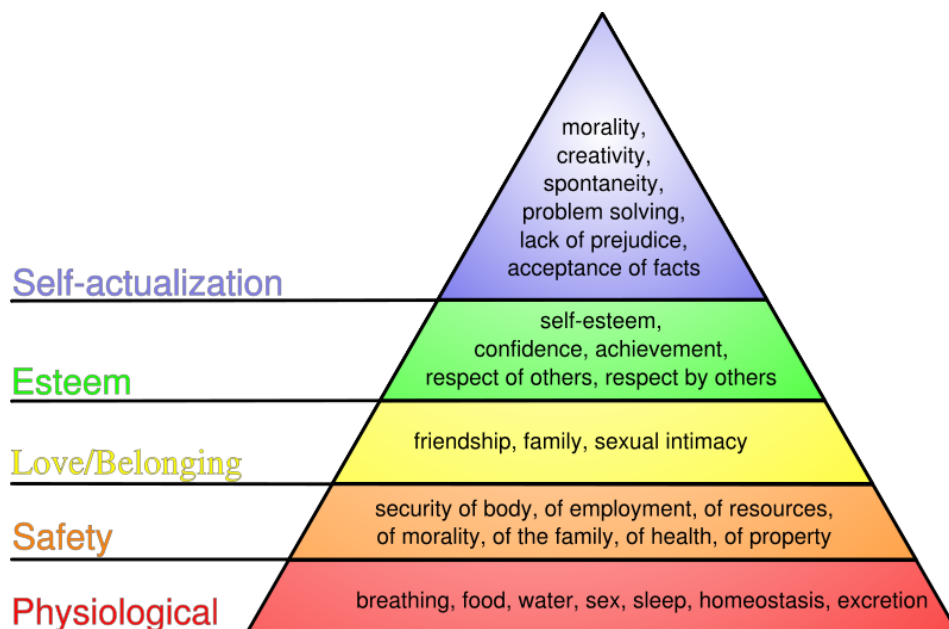 morality,
creativity,
spontaneity,
problem solving,
lack of prejudice,
acceptance of facts
Self-actualization
self-esteem,
confidence, achievement,
respect of others, respect by others
Esteem
friendship, family, sexual intimacy
Love/Belonging
security of body, of employment, of resources,
of morality, of the family, of health, of property
Safety
breathing, food, water, sex, sleep, homeostasis, excretion
Physiological